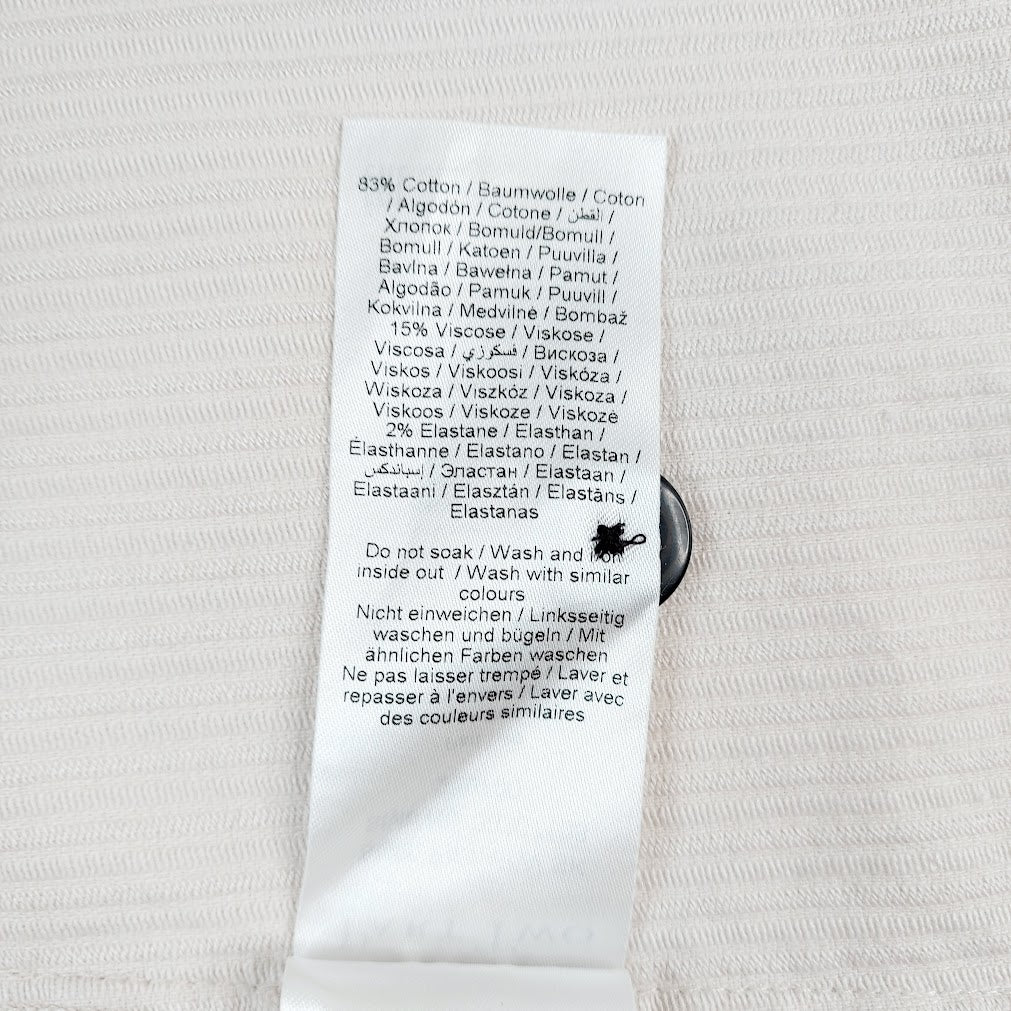 83% Cotton / Baumwolle / Coton
/ Algodón / Cotone / القطن /
Хлопок / Bomuld/Bomull /
Bomull / Katoen / Puuvilla /
Bavlna / Bawełna / Pamut /
Algodão / Pamuk / Puuvill /
Kokvilna / Medvilnė / Bombaž
15% Viscose / Viskose /
Viscosa / فسكوزي / Вискоза /
Viskos / Viskoosi / Viskóza /
Wiskoza / Viszkóz / Viskoza /
Viskoos / Viskoze / Viskozė
2% Elastane / Elasthan /
Élasthanne / Elastano / Elastan /
إسباندكس / Эластан / Elastaan /
Elastaani / Elasztán / Elastāns /
Elastanas
Do not soak / Wash and iron
inside out / Wash with similar
colours
Nicht einweichen / Linksseitig
waschen und bügeln / Mit
ähnlichen Farben waschen
Ne pas laisser trempé / Laver et
repasser à l'envers / Laver avec
des couleurs similaires